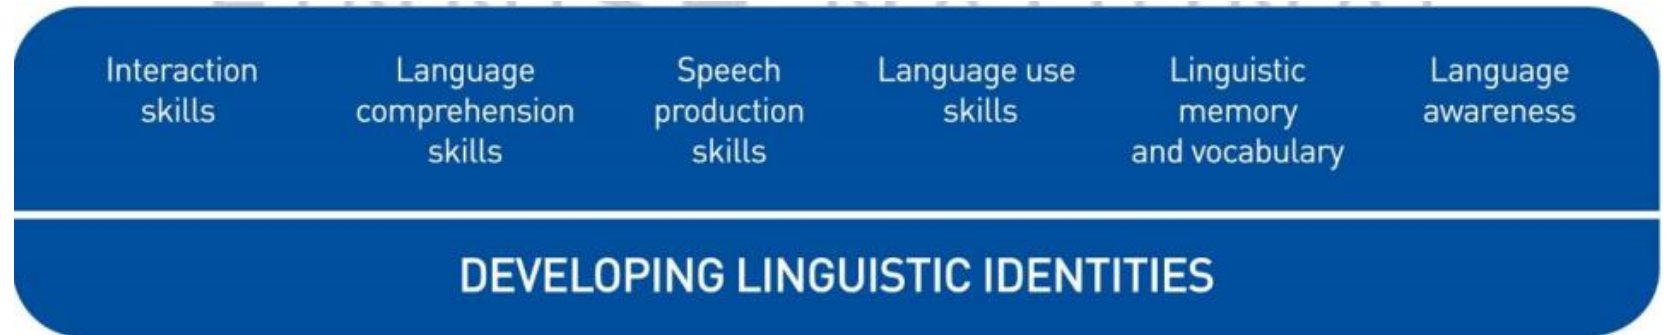 Interaction
skills
Language
comprehension
skills
Speech
production
skills
Language use
skills
Linguistic
memory
and vocabulary
Language
awareness
DEVELOPING LINGUISTIC IDENTITIES